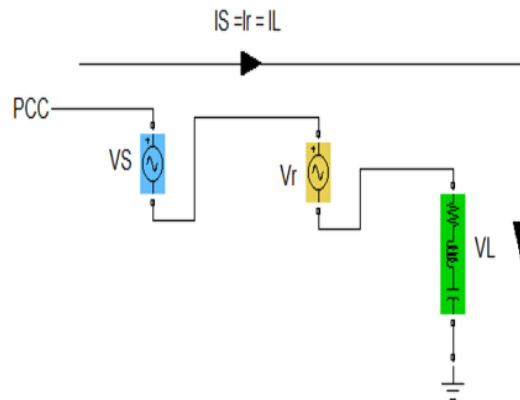 IS =Ir = IL
PCC
VS
+
Vr
+
VL